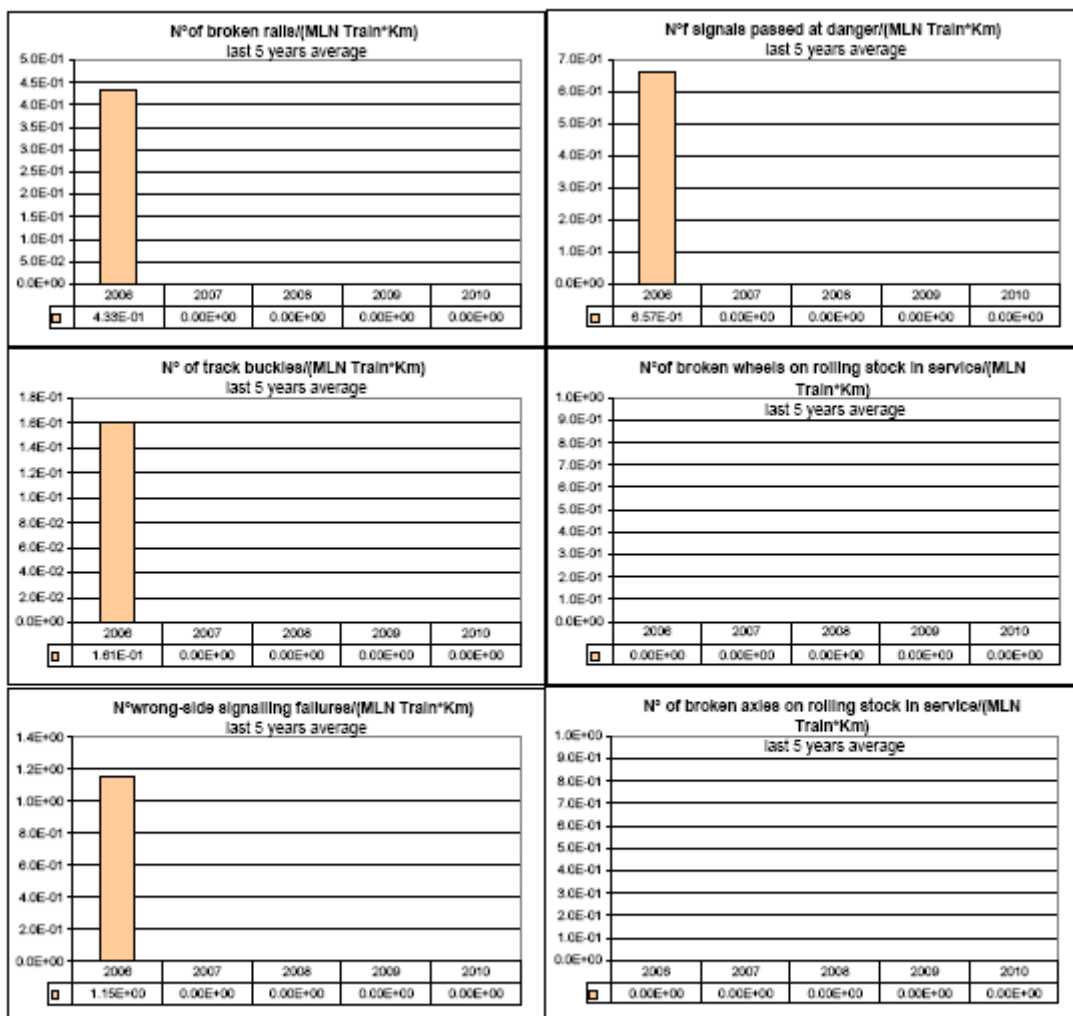 N°of broken rails/(MLN Train*Km)
last 5 years average
5.0E-01
4.5E-01
4.0E-01
3.5E-01
3.0E-01
2.5E-01
2.0E-01
1.5E-01
1.0E-01
5.0E-02
0.0E+00
2006 2007 2008 2009 2010
4.33E-01 0.00E+00 0.00E+00 0.00E+00 0.00E+00
N°f signals passed at danger/(MLN Train*Km)
last 5 years average
7.0E-01
6.0E-01
5.0E-01
4.0E-01
3.0E-01
2.0E-01
1.0E-01
0.0E+00
2006 2007 2008 2009 2010
6.57E-01 0.00E+00 0.00E+00 0.00E+00 0.00E+00
N° of track buckles/(MLN Train*Km)
last 5 years average
1.8E-01
1.6E-01
1.4E-01
1.2E-01
1.0E-01
8.0E-02
6.0E-02
4.0E-02
2.0E-02
0.0E+00
2006 2007 2008 2009 2010
1.61E-01 0.00E+00 0.00E+00 0.00E+00 0.00E+00
N°of broken wheels on rolling stock in service/(MLN
Train*Km)
last 5 years average
1.0E+00
9.0E-01
8.0E-01
7.0E-01
6.0E-01
5.0E-01
4.0E-01
3.0E-01
2.0E-01
1.0E-01
0.0E+00
2006 2007 2008 2009 2010
0.00E+00 0.00E+00 0.00E+00 0.00E+00 0.00E+00
N°wrong-side signalling failures/(MLN Train*Km)
last 5 years average
1.4E+00
1.2E+00
1.0E+00
8.0E-01
6.0E-01
4.0E-01
2.0E-01
0.0E+00
2006 2007 2008 2009 2010
1.15E+00 0.00E+00 0.00E+00 0.00E+00 0.00E+00
N° of broken axles on rolling stock in service/(MLN
Train*Km)
last 5 years average
1.0E+00
9.0E-01
8.0E-01
7.0E-01
6.0E-01
5.0E-01
4.0E-01
3.0E-01
2.0E-01
1.0E-01
0.0E+00
2006 2007 2008 2009 2010
0.00E+00 0.00E+00 0.00E+00 0.00E+00 0.00E+00